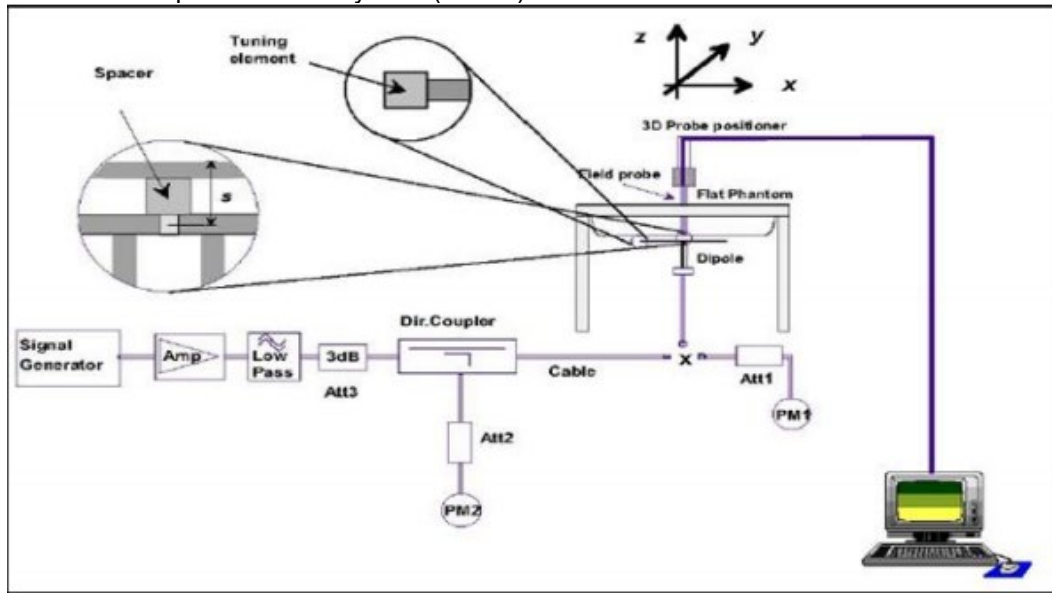 Tuning
element
Spacer
s
z
y
x
3D Probe positioner
Field probe
Flat Phantom
Dipole
Dir.Coupler
Signal
Generator
Amp
Low
Pass
3dB
Att3
Cable
x
Att1
PM1
Att2
PM2